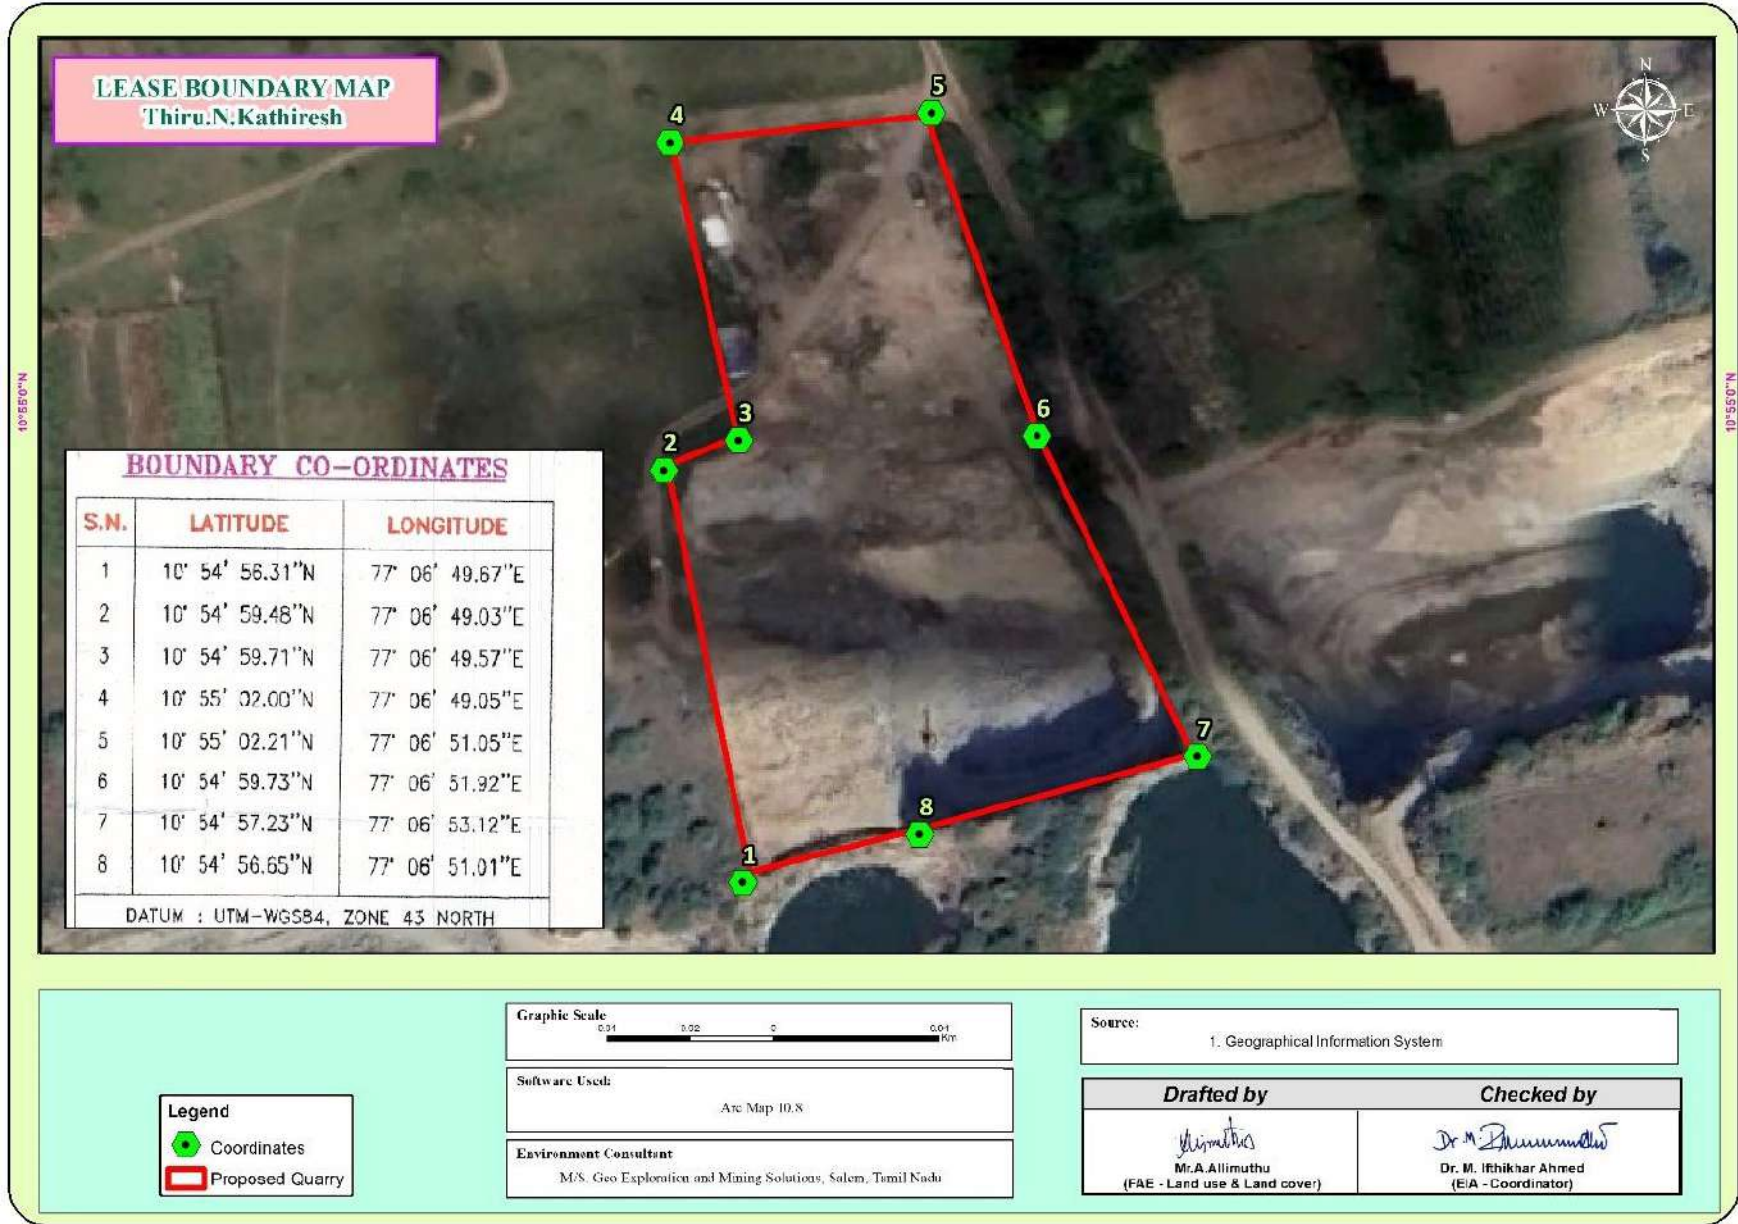 LEASE BOUNDARY MAP
Thiru.N.Kathiresh
N
W E
S
4
5
3
2
6
7
8
1
10°55'0"N
10°55'0"N
BOUNDARY CO-ORDINATES
S.N. LATITUDE LONGITUDE
1 10° 54' 56.31"N 77° 06' 49.67"E
2 10° 54' 59.48"N 77° 06' 49.03"E
3 10° 54' 59.71"N 77° 06' 49.57"E
4 10° 55' 02.00"N 77° 06' 49.05"E
5 10° 55' 02.21"N 77° 06' 51.05"E
6 10° 54' 59.73"N 77° 06' 51.92"E
7 10° 54' 57.23"N 77° 06' 53.12"E
8 10° 54' 56.65"N 77° 06' 51.01"E
DATUM : UTM-WGS84, ZONE 43 NORTH
Legend
Coordinates
Proposed Quarry
Graphic Scale
0.02 0 0.04
Km
Software Used:
Arc Map 10.8
Environment Consultant
M/S. Geo Exploration and Mining Solutions, Salem, Tamil Nadu
Source:
1. Geographical Information System
Drafted by Checked by
Mr.A.Allimuthu
(FAE - Land use & Land cover)
Dr. M. Ifthikhar Ahmed
(EIA - Coordinator)